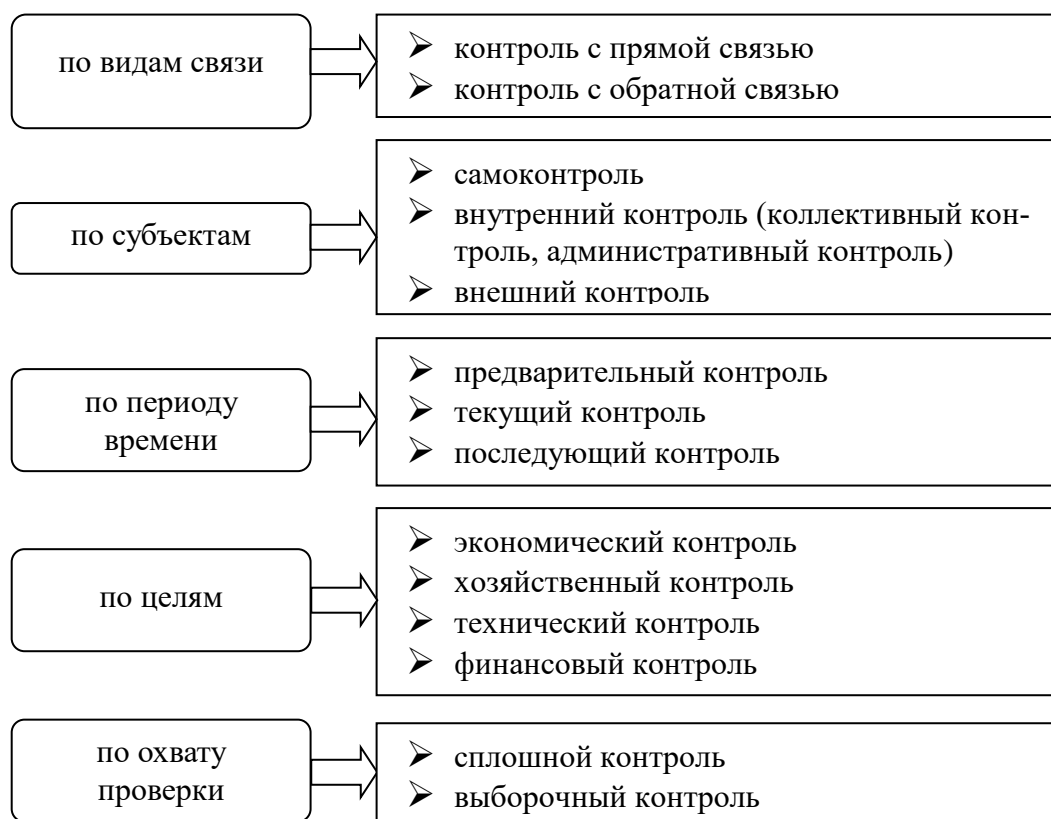 по видам связи
контроль с прямой связью
контроль с обратной связью
по субъектам
самоконтроль
внутренний контроль (коллективный кон-
троль, административный контроль)
внешний контроль
по периоду
времени
предварительный контроль
текущий контроль
последующий контроль
по целям
экономический контроль
хозяйственный контроль
технический контроль
финансовый контроль
по охвату
проверки
сплошной контроль
выборочный контроль